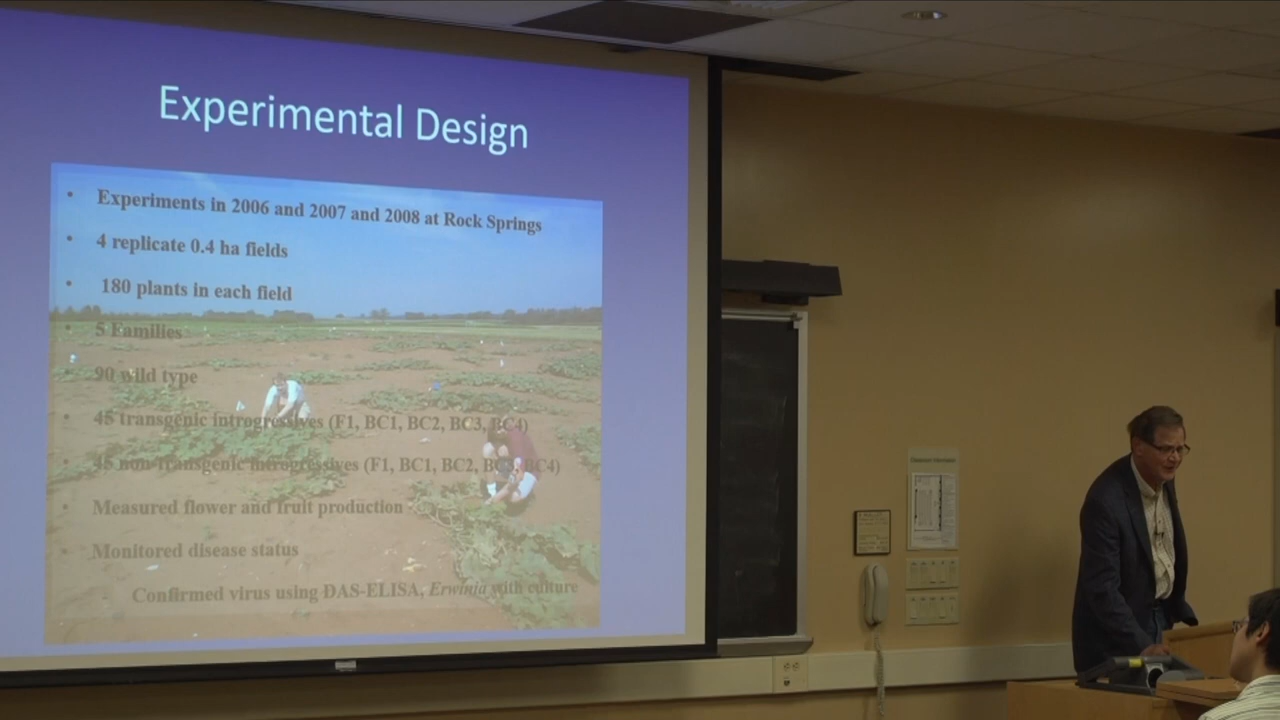 Experimental Design
• Experiments in 2006 and 2007 and 2008 at Rock Springs
• 4 replicate 0.4 ha fields
• 180 plants in each field
• 5 Families
• 90 wild type
• 45 transgenic introgressives (F1, BC1, BC2, BC3, BC4)
• 45 non-transgenic introgressives (F1, BC1, BC2, BC3, BC4)
• Measured flower and fruit production
• Monitored disease status
• Confirmed virus using DAS-ELISA, Erwinia with culture
Classroom Information